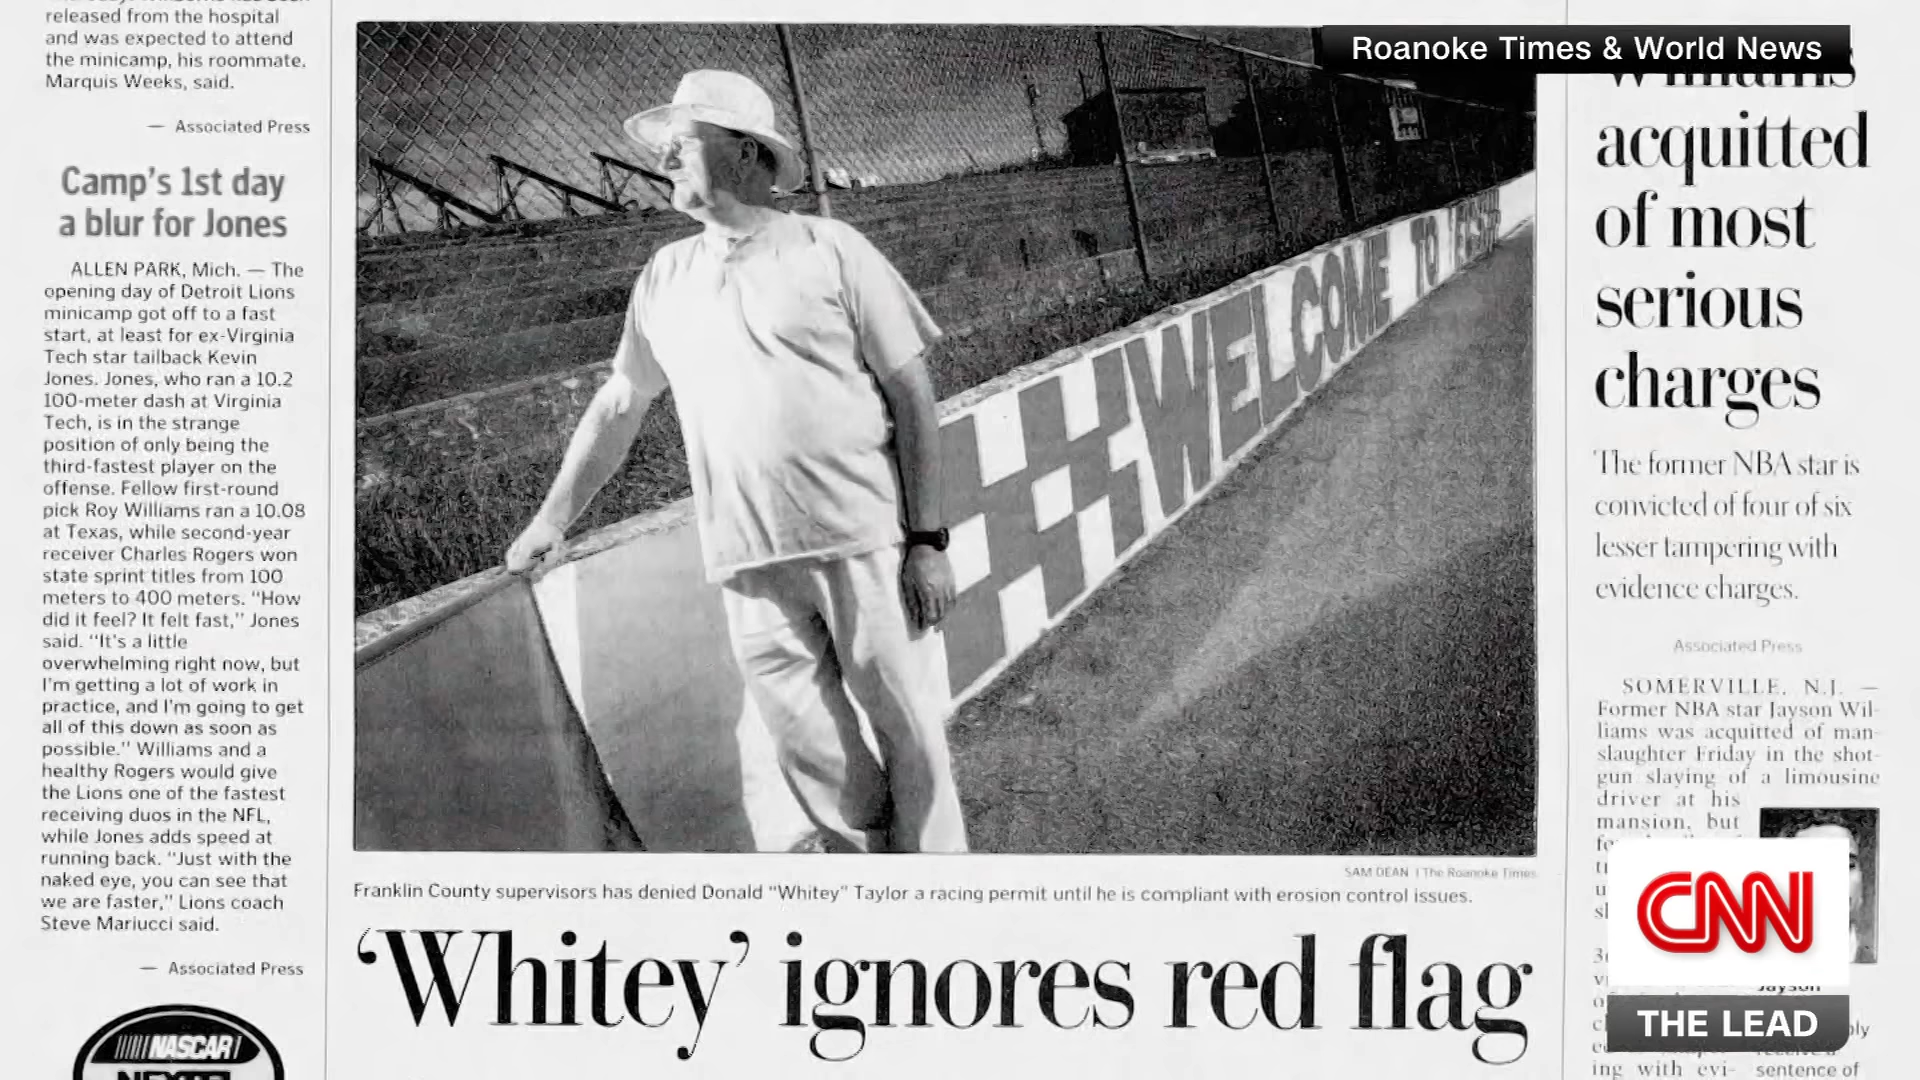 released from the hospital
and was expected to attend
the minicamp, his roommate,
Marquis Weeks, said.
— Associated Press
Camp's 1st day
a blur for Jones
ALLEN PARK, Mich. — The
opening day of Detroit Lions
minicamp got off to a fast
start, at least for ex-Virginia
Tech star tailback Kevin
Jones. Jones, who ran a 10.2
100-meter dash at Virginia
Tech, is in the strange
position of only being the
third-fastest player on the
offense. Fellow first-round
pick Roy Williams ran a 10.08
at Texas, while second-year
receiver Charles Rogers won
state sprint titles from 100
meters to 400 meters. "How
did it feel? It felt fast," Jones
said. "It's a little
overwhelming right now, but
I'm getting a lot of work in
practice, and I'm going to get
all of this down as soon as
possible." Williams and a
healthy Rogers would give
the Lions one of the fastest
receiving duos in the NFL,
while Jones adds speed at
running back. "Just with the
naked eye, you can see that
we are faster," Lions coach
Steve Mariucci said.
— Associated Press
NASCAR
WELCOME TO
SAM DEAN | The Roanoke Times
Franklin County supervisors has denied Donald "Whitey" Taylor a racing permit until he is compliant with erosion control issues.
'Whitey' ignores red flag
Roanoke Times & World News
Williams
acquitted
of most
serious
charges
The former NBA star is
convicted of four of six
lesser tampering with
evidence charges.
Associated Press
SOMERVILLE, N.J. —
Former NBA star Jayson Wil-
liams was acquitted of man-
slaughter Friday in the shot-
gun slaying of a limousine
driver at his
mansion, but
CNN
THE LEAD
Jayson
ing with evi-
sentence of